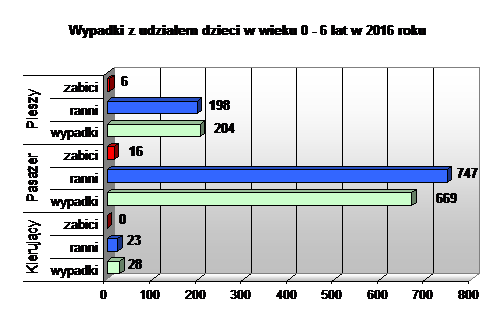 Wypadki z udziałem dzieci w wieku 0 - 6 lat w 2016 roku
Pieszy
zabici 6
ranni 198
wypadki 204
Pasażer
zabici 16
ranni 747
wypadki 669
Kierujący
zabici 0
ranni 23
wypadki 28
0 100 200 300 400 500 600 700 800